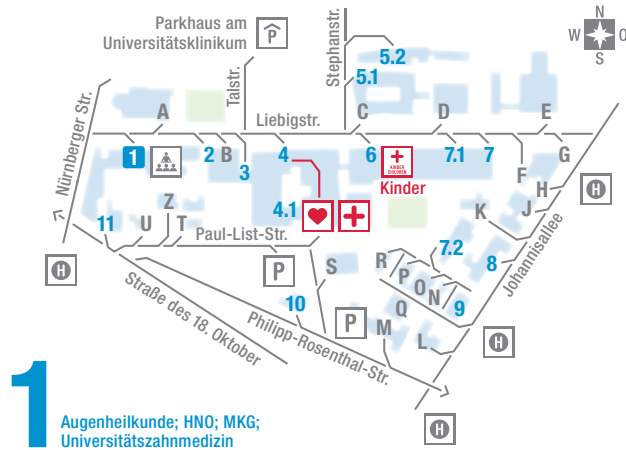 Parkhaus am
Universitätsklinikum
P
Stephanstr.
N
W
O
S
5.2
5.1
Talstr.
Nürnberger Str.
A
Liebigstr.
C
D
E
1
2
B
3
4
6
KINDER
CHILDREN
Kinder
7.1
7
F
G
H
H
J
K
Johannisallee
4.1
Z
11
U
T
Paul-List-Str.
H
P
S
R
P
O
N
7.2
8
9
Q
10
P
M
L
H
H
Straße des 18. Oktober
Philipp-Rosenthal-Str.
1
Augenheilkunde; HNO; MKG;
Universitätszahnmedizin